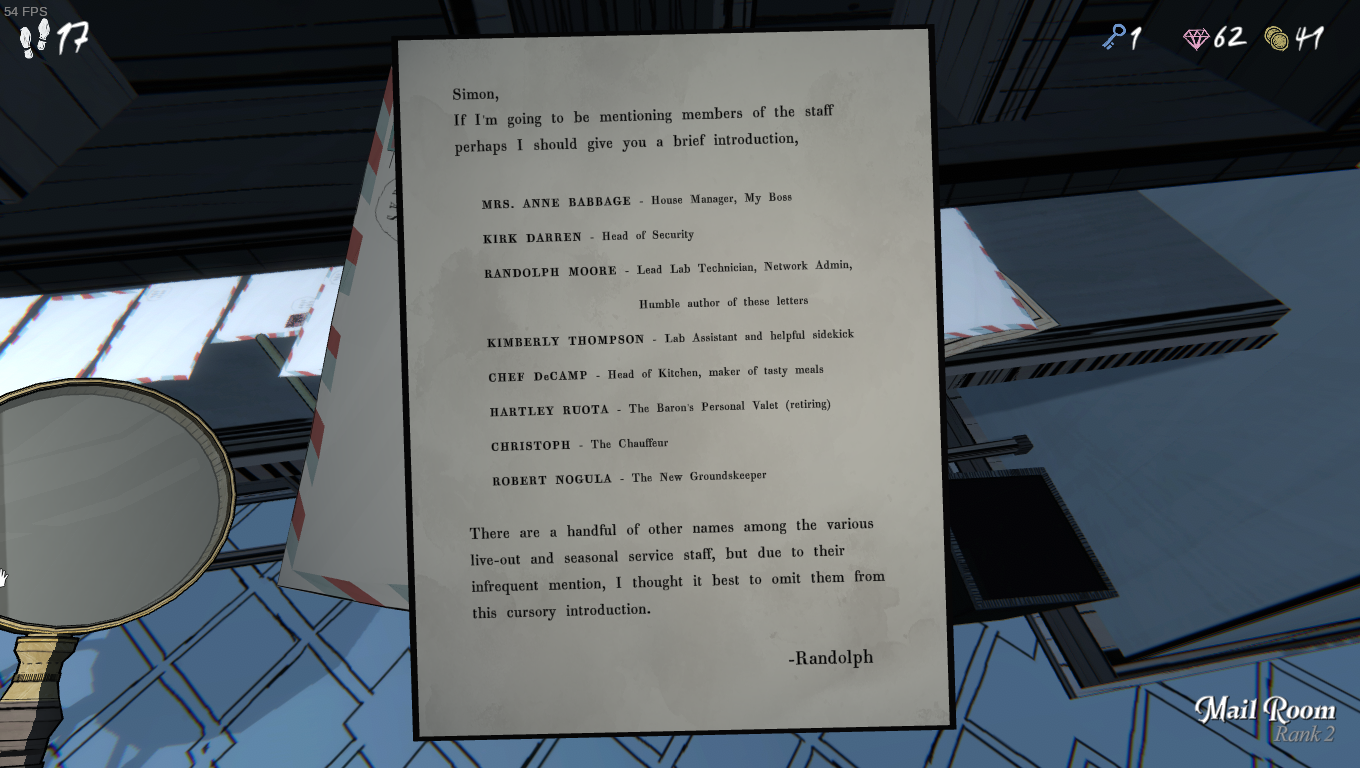 54 FPS
17
1 62 41
Simon,
If I'm going to be mentioning members of the staff
perhaps I should give you a brief introduction,
MRS. ANNE BABBAGE - House Manager, My Boss
KIRK DARREN - Head of Security
RANDOLPH MOORE - Lead Lab Technician, Network Admin,
Humble author of these letters
KIMBERLY THOMPSON - Lab Assistant and helpful sidekick
CHEF DeCAMP - Head of Kitchen, maker of tasty meals
HARTLEY RUOTA - The Baron's Personal Valet (retiring)
CHRISTOPH - The Chauffeur
ROBERT NOGULA - The New Groundskeeper
There are a handful of other names among the various
live-out and seasonal service staff, but due to their
infrequent mention, I thought it best to omit them from
this cursory introduction.
-Randolph
Mail Room
Rank 2